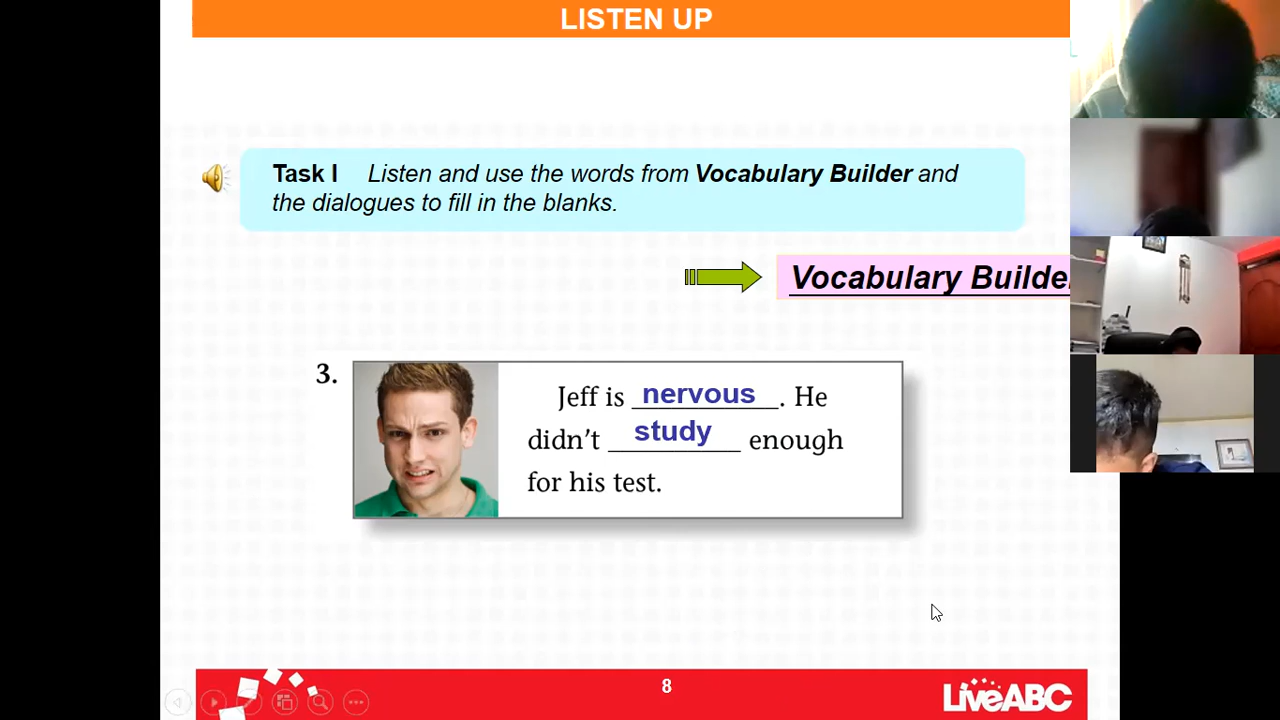 LISTEN UP
Task I Listen and use the words from Vocabulary Builder and
the dialogues to fill in the blanks.
Vocabulary Builde
3.
Jeff is nervous. He
didn't study enough
for his test.
8
LiveABC